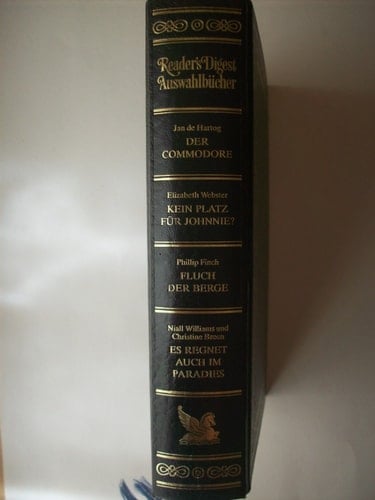 Reader's Digest
Auswahlbücher
Jan de Hartog
DER
COMMODORE
Elizabeth Webster
KEIN PLATZ
FÜR JOHNNIE?
Phillip Finch
FLUCH
DER BERGE
Niall Williams und
Christine Breen
ES REGNET
AUCH IM
PARADIES